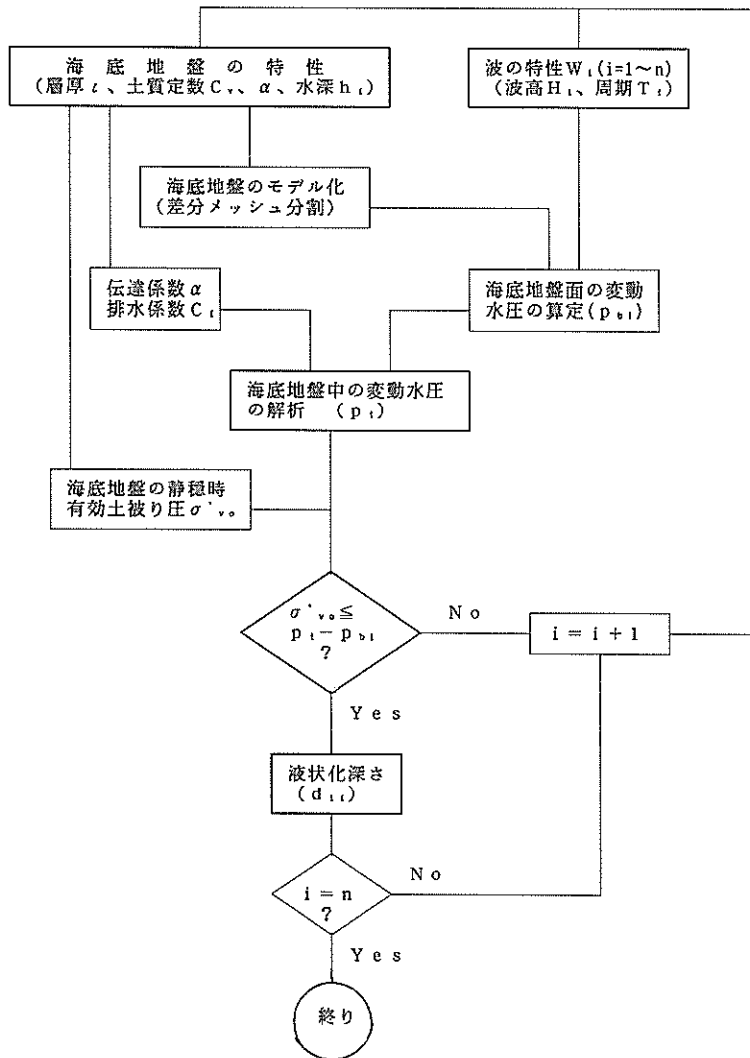 海底地盤の特性
(層厚ℓ、土質定数Cᵥ、α、水深hᵢ)
波の特性Wᵢ(i=1～n)
(波高Hᵢ、周期Tᵢ)
海底地盤のモデル化
(差分メッシュ分割)
伝達係数α
排水係数Cᵢ
海底地盤面の変動
水圧の算定(pbi)
海底地盤中の変動水圧
の解析 (pᵢ)
海底地盤の静穏時
有効土被り圧σ'vo
σ'vo≦
pᵢ－pbi
?
No
i＝i＋1
Yes
液状化深さ
(dℓi)
i＝n
?
No
Yes
終り